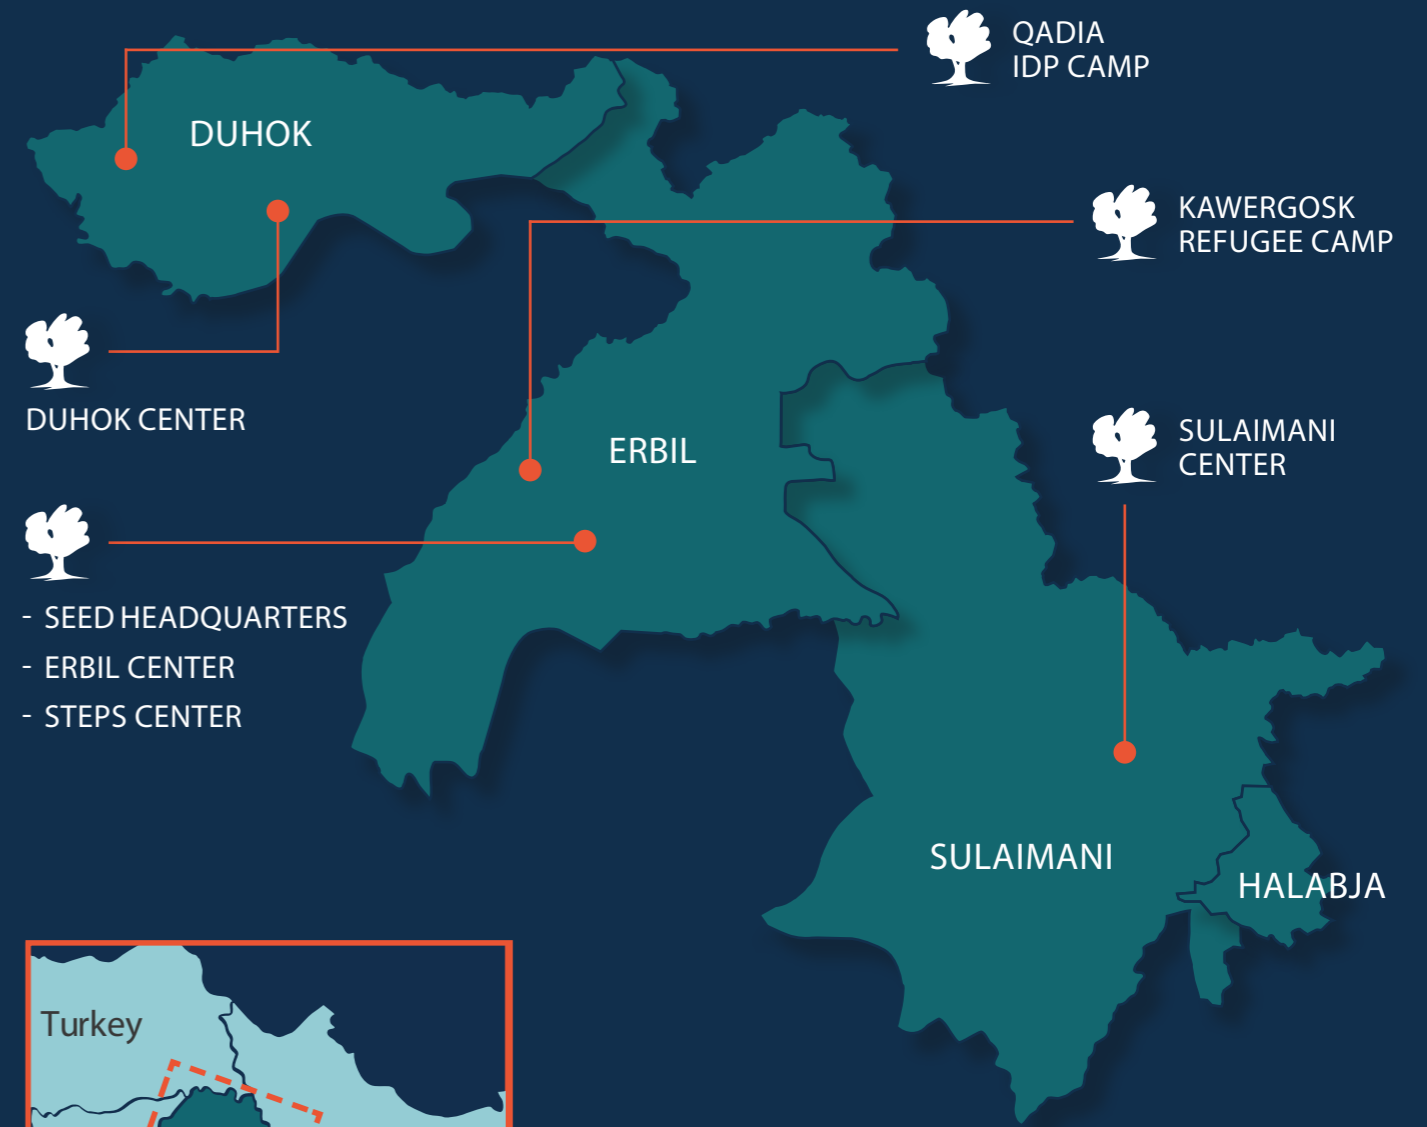 QADIA
IDP CAMP
DUHOK
KAWERGOSK
REFUGEE CAMP
DUHOK CENTER
ERBIL
SULAIMANI
CENTER
- SEED HEADQUARTERS
- ERBIL CENTER
- STEPS CENTER
SULAIMANI
HALABJA
Turkey